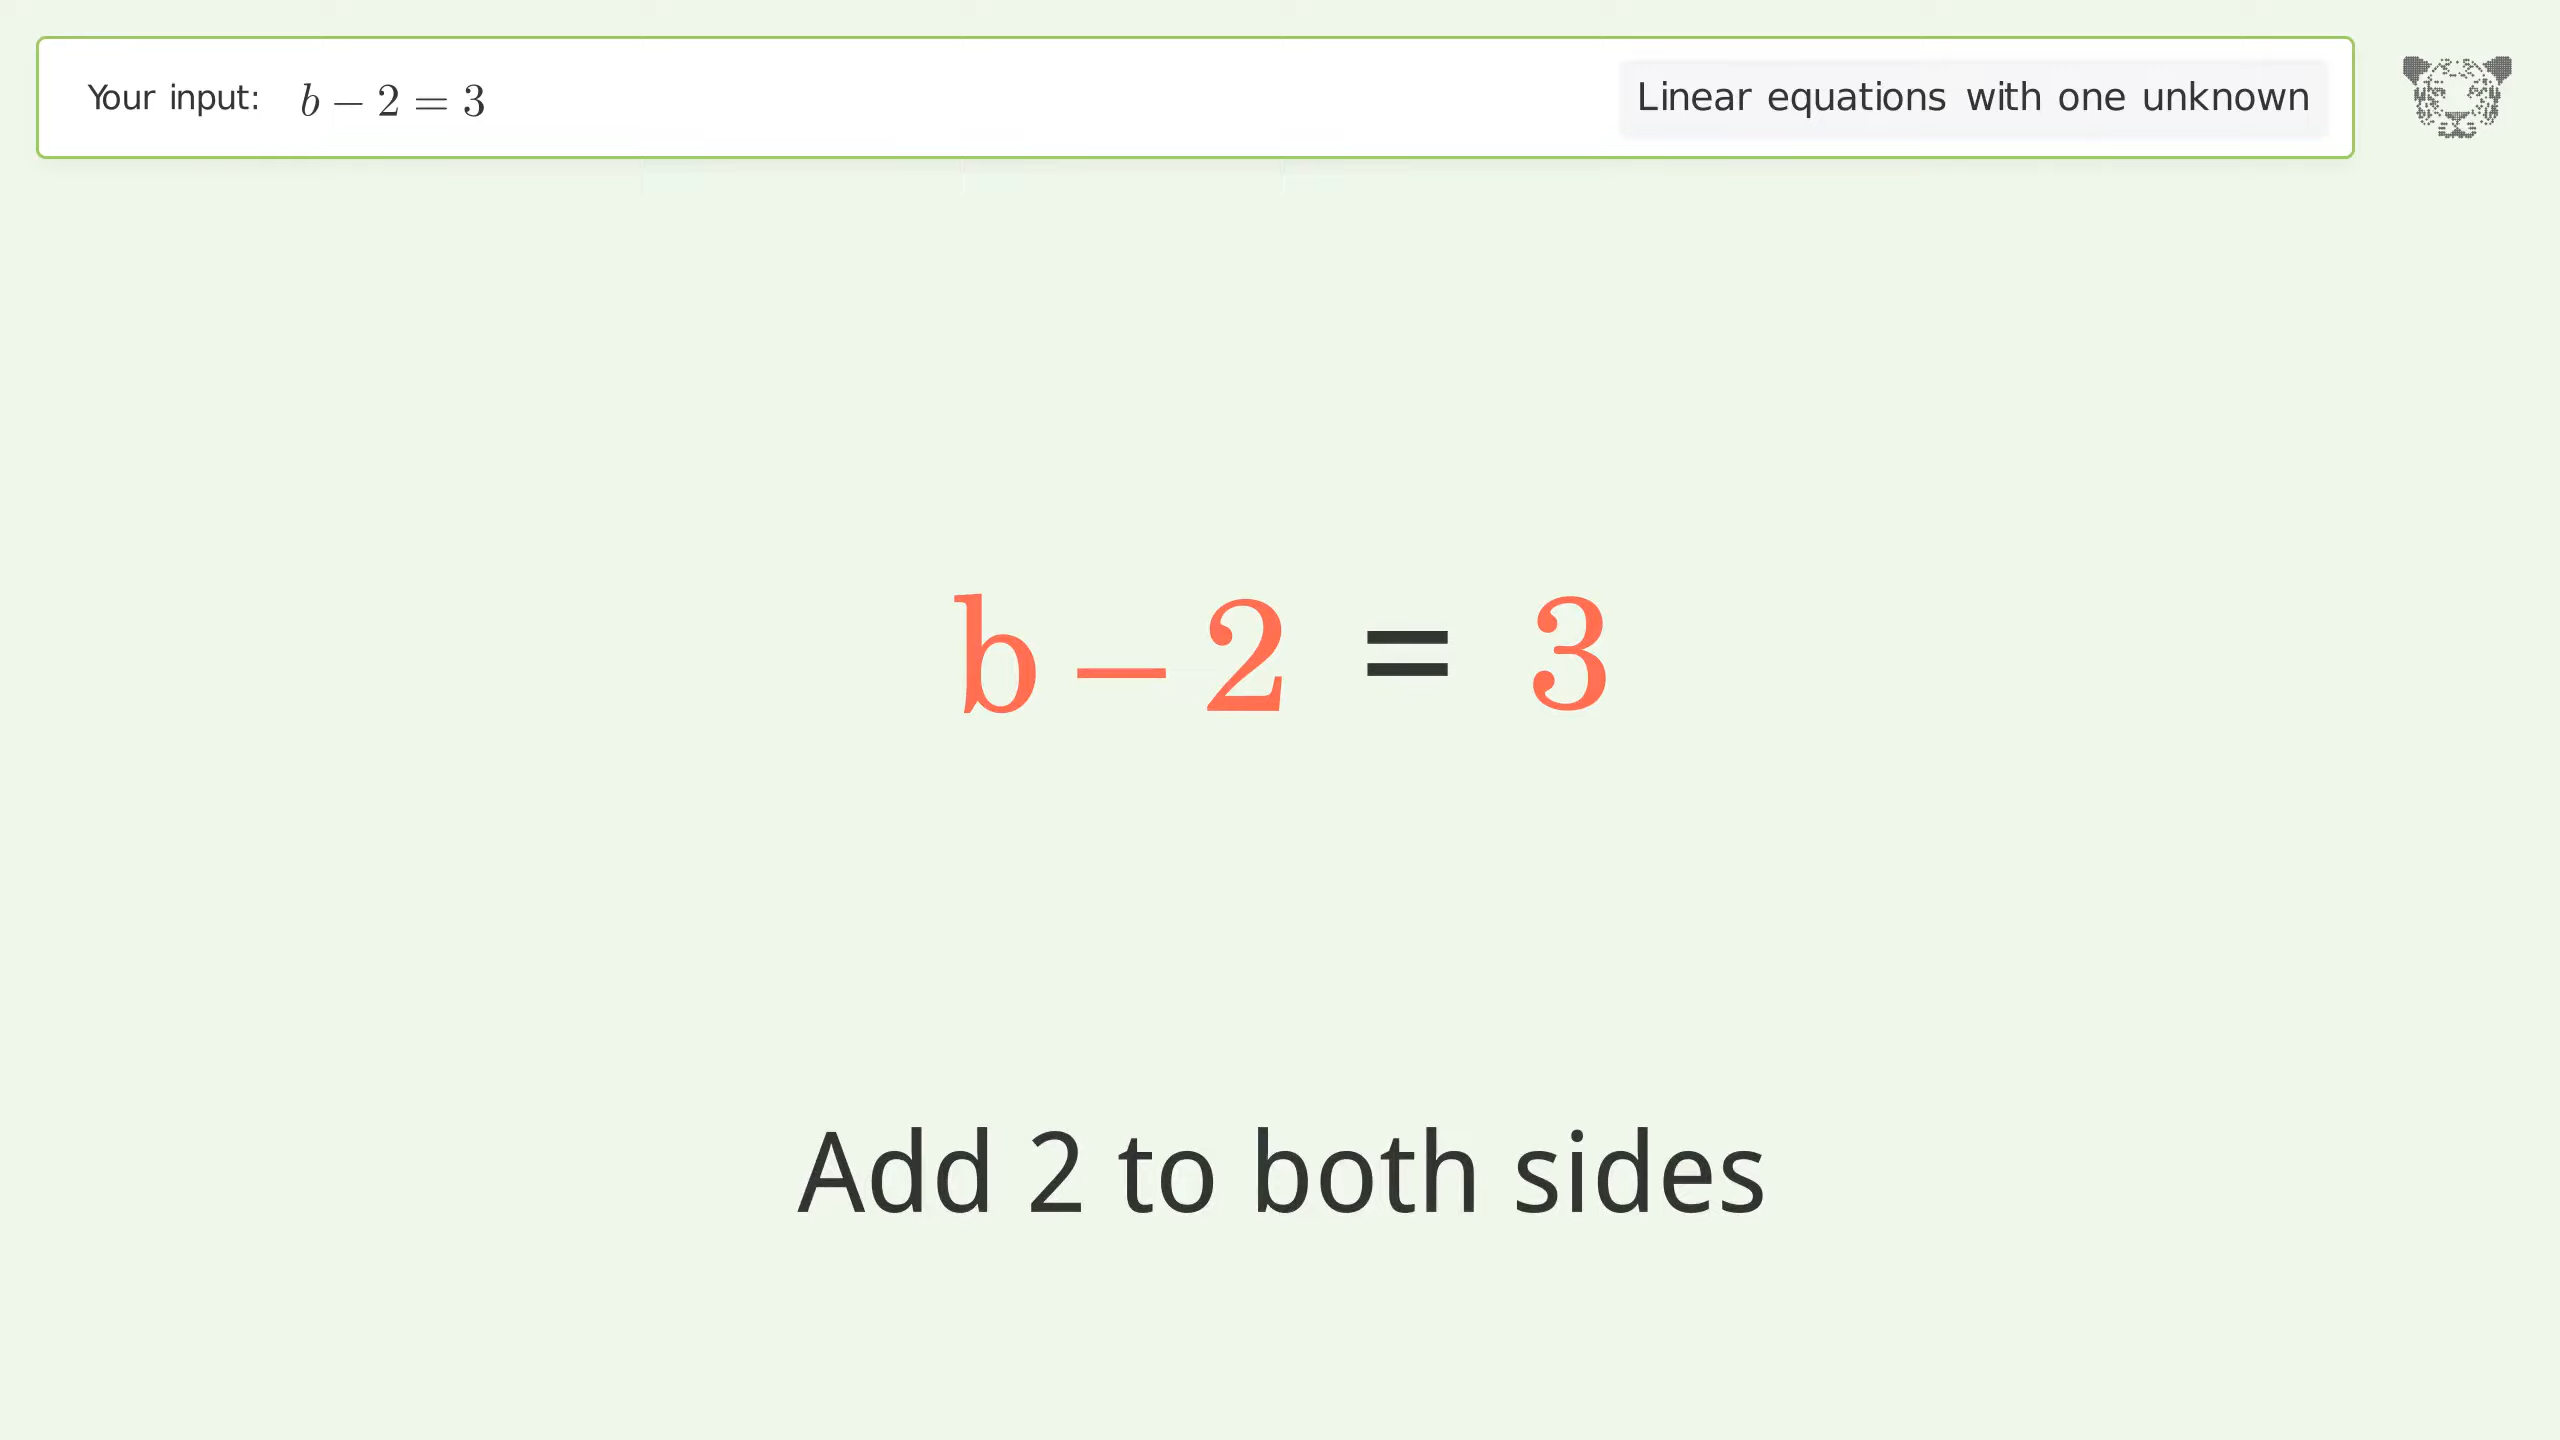 Your input: b − 2 = 3
Linear equations with one unknown
b − 2 = 3
Add 2 to both sides